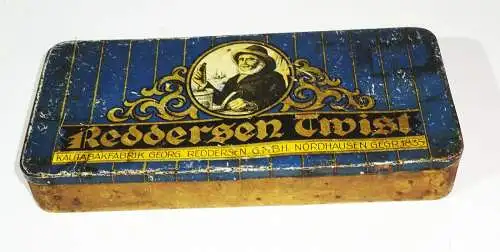 Reddersen Twist
KAUTABAKFABRIK GEORG REDDERSEN G.M.B.H. NORDHAUSEN GEGR. 1835